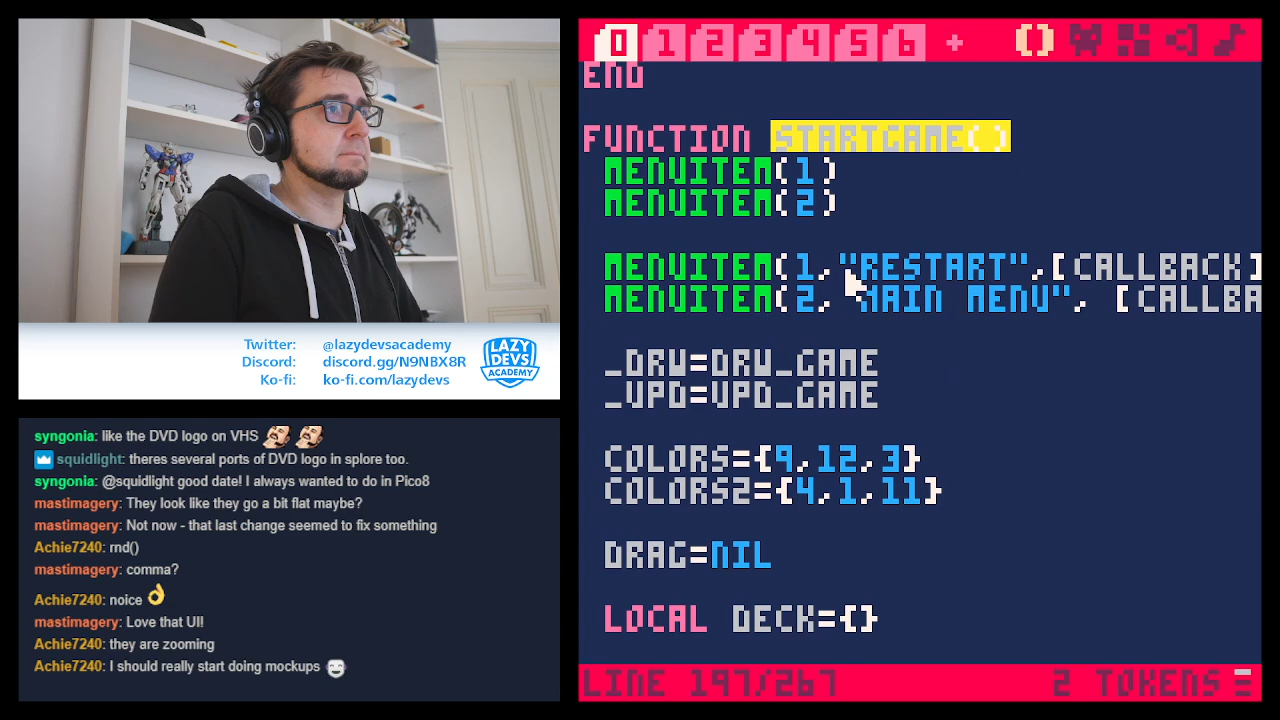 Twitter: @lazydevsacademy
Discord: discord.gg/N9NBX8R
Ko-fi: ko-fi.com/lazydevs
LAZY
DEVS
ACADEMY
syngonia: like the DVD logo on VHS
squidlight: theres several ports of DVD logo in splore too.
syngonia: @squidlight good date! I always wanted to do in Pico8
mastimagery: They look like they go a bit flat maybe?
mastimagery: Not now - that last change seemed to fix something
Achie7240: rnd()
mastimagery: comma?
Achie7240: noice
mastimagery: Love that UI!
Achie7240: they are zooming
Achie7240: I should really start doing mockups
0 1 2 3 4 5 6 +
END
FUNCTION STARTGAME()
MENUITEM(1)
MENUITEM(2)
MENUITEM(1,"RESTART",[CALLBACK]
MENUITEM(2,"MAIN MENU", [CALLBA
_DRW=DRW_GAME
_UPD=UPD_GAME
COLORS={9,12,3}
COLORS2={4,1,11}
DRAG=NIL
LOCAL DECK={}
LINE 197/267 2 TOKENS